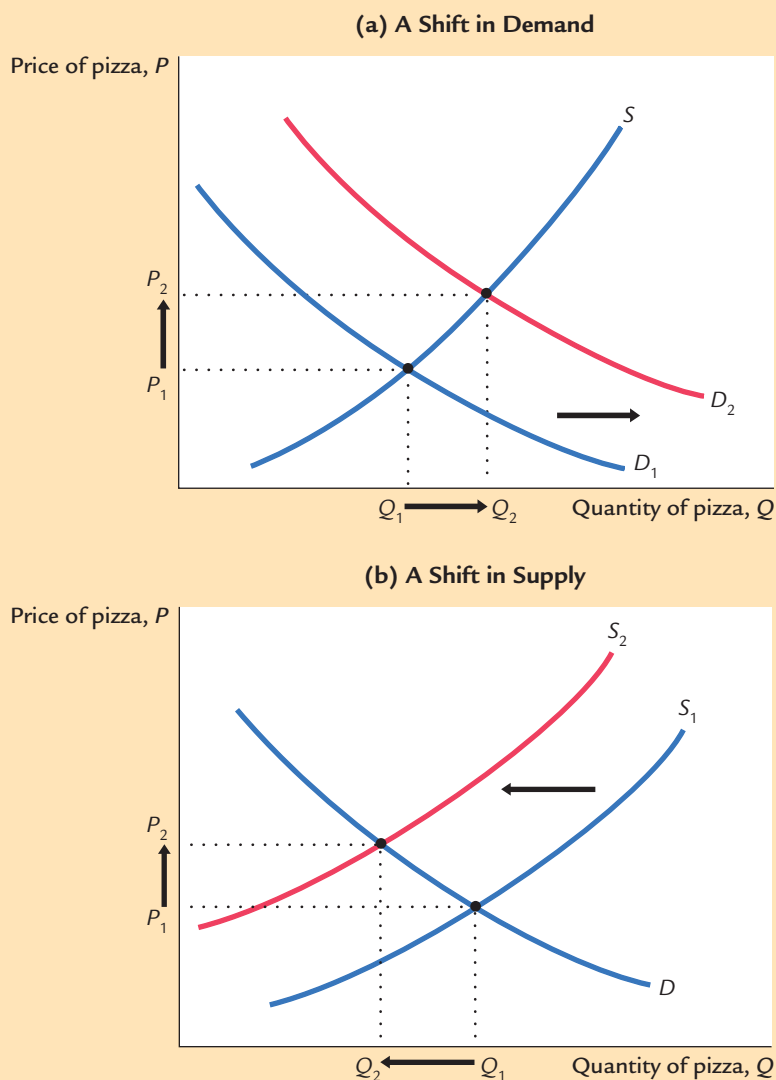 (a) A Shift in Demand
Price of pizza, P
S
P₂
P₁
D₂
D₁
Q₁ Q₂ Quantity of pizza, Q
(b) A Shift in Supply
Price of pizza, P
S₂
S₁
P₂
P₁
D
Q₂ Q₁ Quantity of pizza, Q